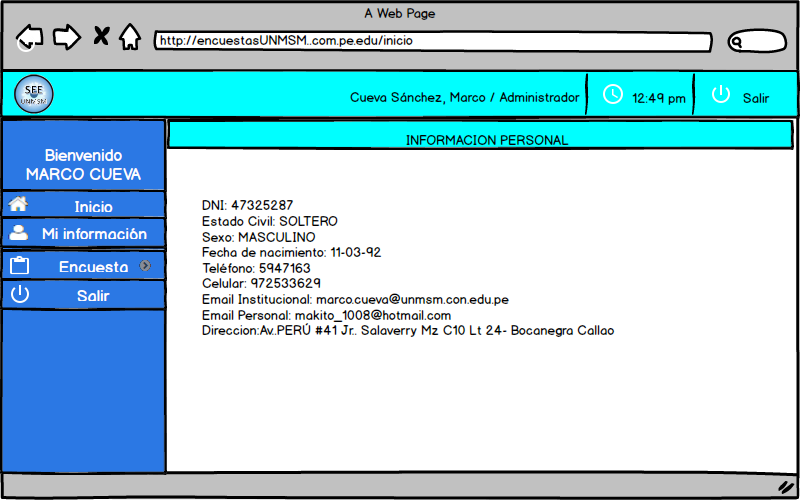 A Web Page
http://encuestasUNMSM..com.pe.edu/inicio
SEE
UNMSM
Cueva Sánchez, Marco / Administrador
12:49 pm
Salir
Bienvenido
MARCO CUEVA
Inicio
Mi información
Encuesta
Salir
INFORMACION PERSONAL
DNI: 47325287
Estado Civil: SOLTERO
Sexo: MASCULINO
Fecha de nacimiento: 11-03-92
Teléfono: 5947163
Celular: 972533629
Email Institucional: marco.cueva@unmsm.con.edu.pe
Email Personal: makito_1008@hotmail.com
Direccion:Av..PERÚ #41 Jr.. Salaverry Mz C10 Lt 24- Bocanegra Callao